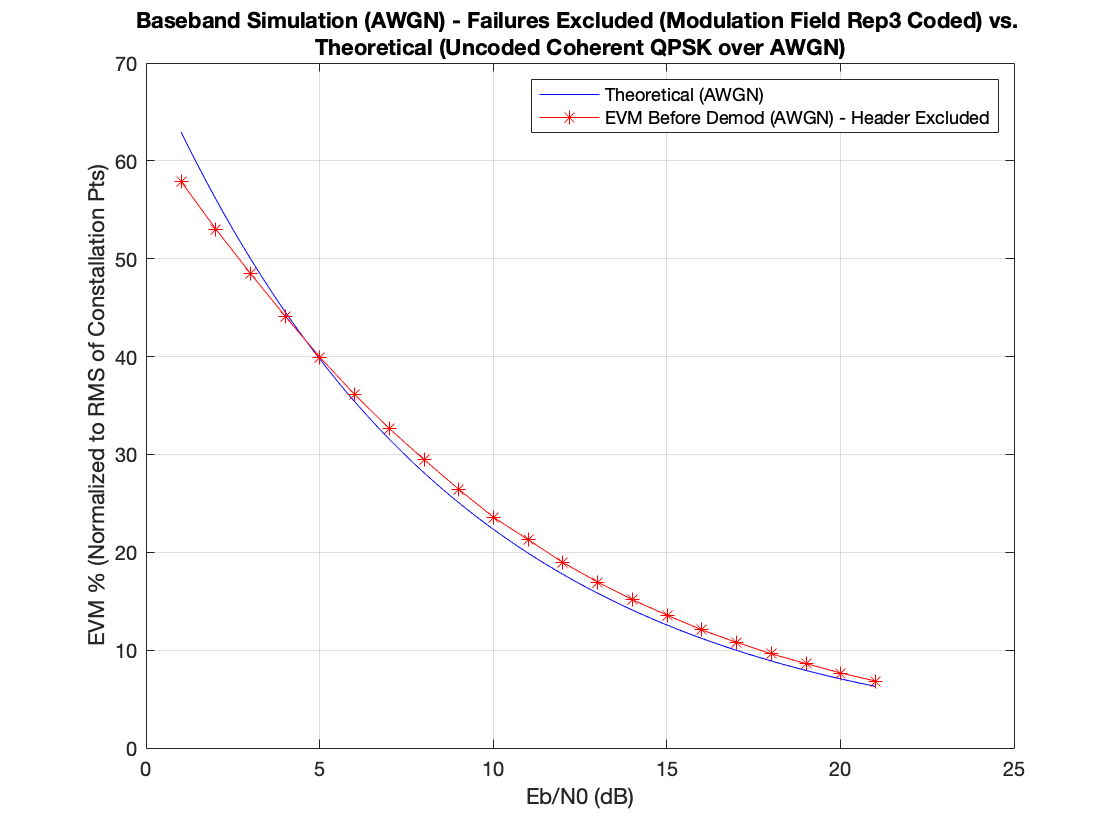 Baseband Simulation (AWGN) - Failures Excluded (Modulation Field Rep3 Coded) vs.
Theoretical (Uncoded Coherent QPSK over AWGN)
70
60
50
40
30
20
10
0
EVM % (Normalized to RMS of Constallation Pts)
Theoretical (AWGN)
EVM Before Demod (AWGN) - Header Excluded
0 5 10 15 20 25
Eb/N0 (dB)